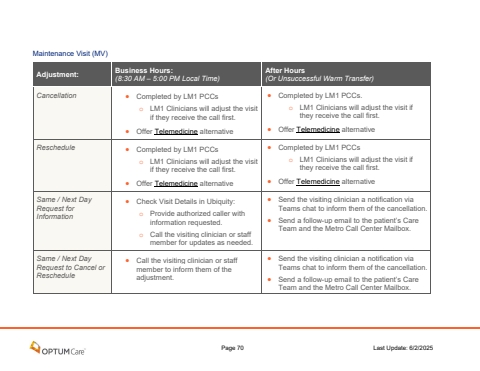 Maintenance Visit (MV)
Adjustment:
Business Hours:
(8:30 AM – 5:00 PM Local Time)
After Hours
(Or Unsuccessful Warm Transfer)
Cancellation
Completed by LM1 PCCs
LM1 Clinicians will adjust the visit
if they receive the call first.
Offer Telemedicine alternative
Completed by LM1 PCCs.
LM1 Clinicians will adjust the visit if
they receive the call first.
Offer Telemedicine alternative
Reschedule
Completed by LM1 PCCs
LM1 Clinicians will adjust the visit
if they receive the call first.
Offer Telemedicine alternative
Completed by LM1 PCCs
LM1 Clinicians will adjust the visit if
they receive the call first.
Offer Telemedicine alternative
Same / Next Day
Request for
Information
Check Visit Details in Ubiquity:
Provide authorized caller with
information requested.
Call the visiting clinician or staff
member for updates as needed.
Send the visiting clinician a notification via
Teams chat to inform them of the cancellation.
Send a follow-up email to the patient's Care
Team and the Metro Call Center Mailbox.
Same / Next Day
Request to Cancel or
Reschedule
Call the visiting clinician or staff
member to inform them of the
adjustment.
Send the visiting clinician a notification via
Teams chat to inform them of the cancellation.
Send a follow-up email to the patient's Care
Team and the Metro Call Center Mailbox.
OPTUMCare
Page 70
Last Update: 6/2/2025